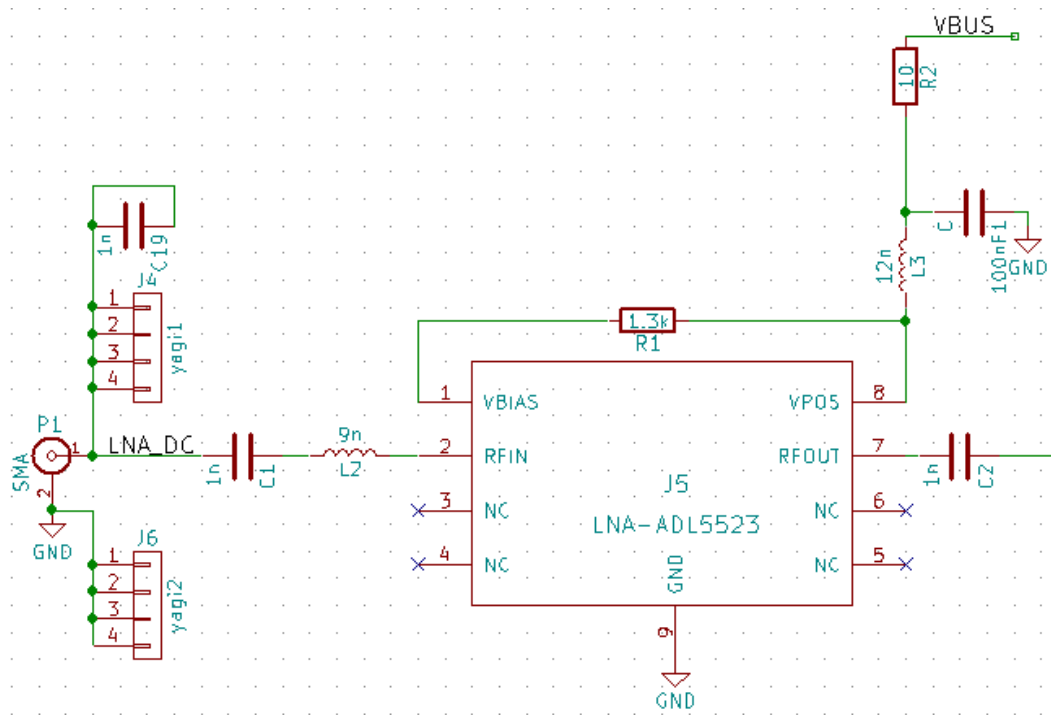 VBUS
10
R2
C
100nF1
GND
12n
L3
1n
C19
J4
1
2
3
4
yagi1
1.3k
R1
P1
SMA
1
2
GND
LNA_DC
1n
C1
9n
L2
1
VBIAS
2
RFIN
3
NC
4
NC
VPOS
8
RFOUT
7
NC
6
NC
5
J5
LNA-ADL5523
GND
9
GND
1n
C2
J6
1
2
3
4
yagi2